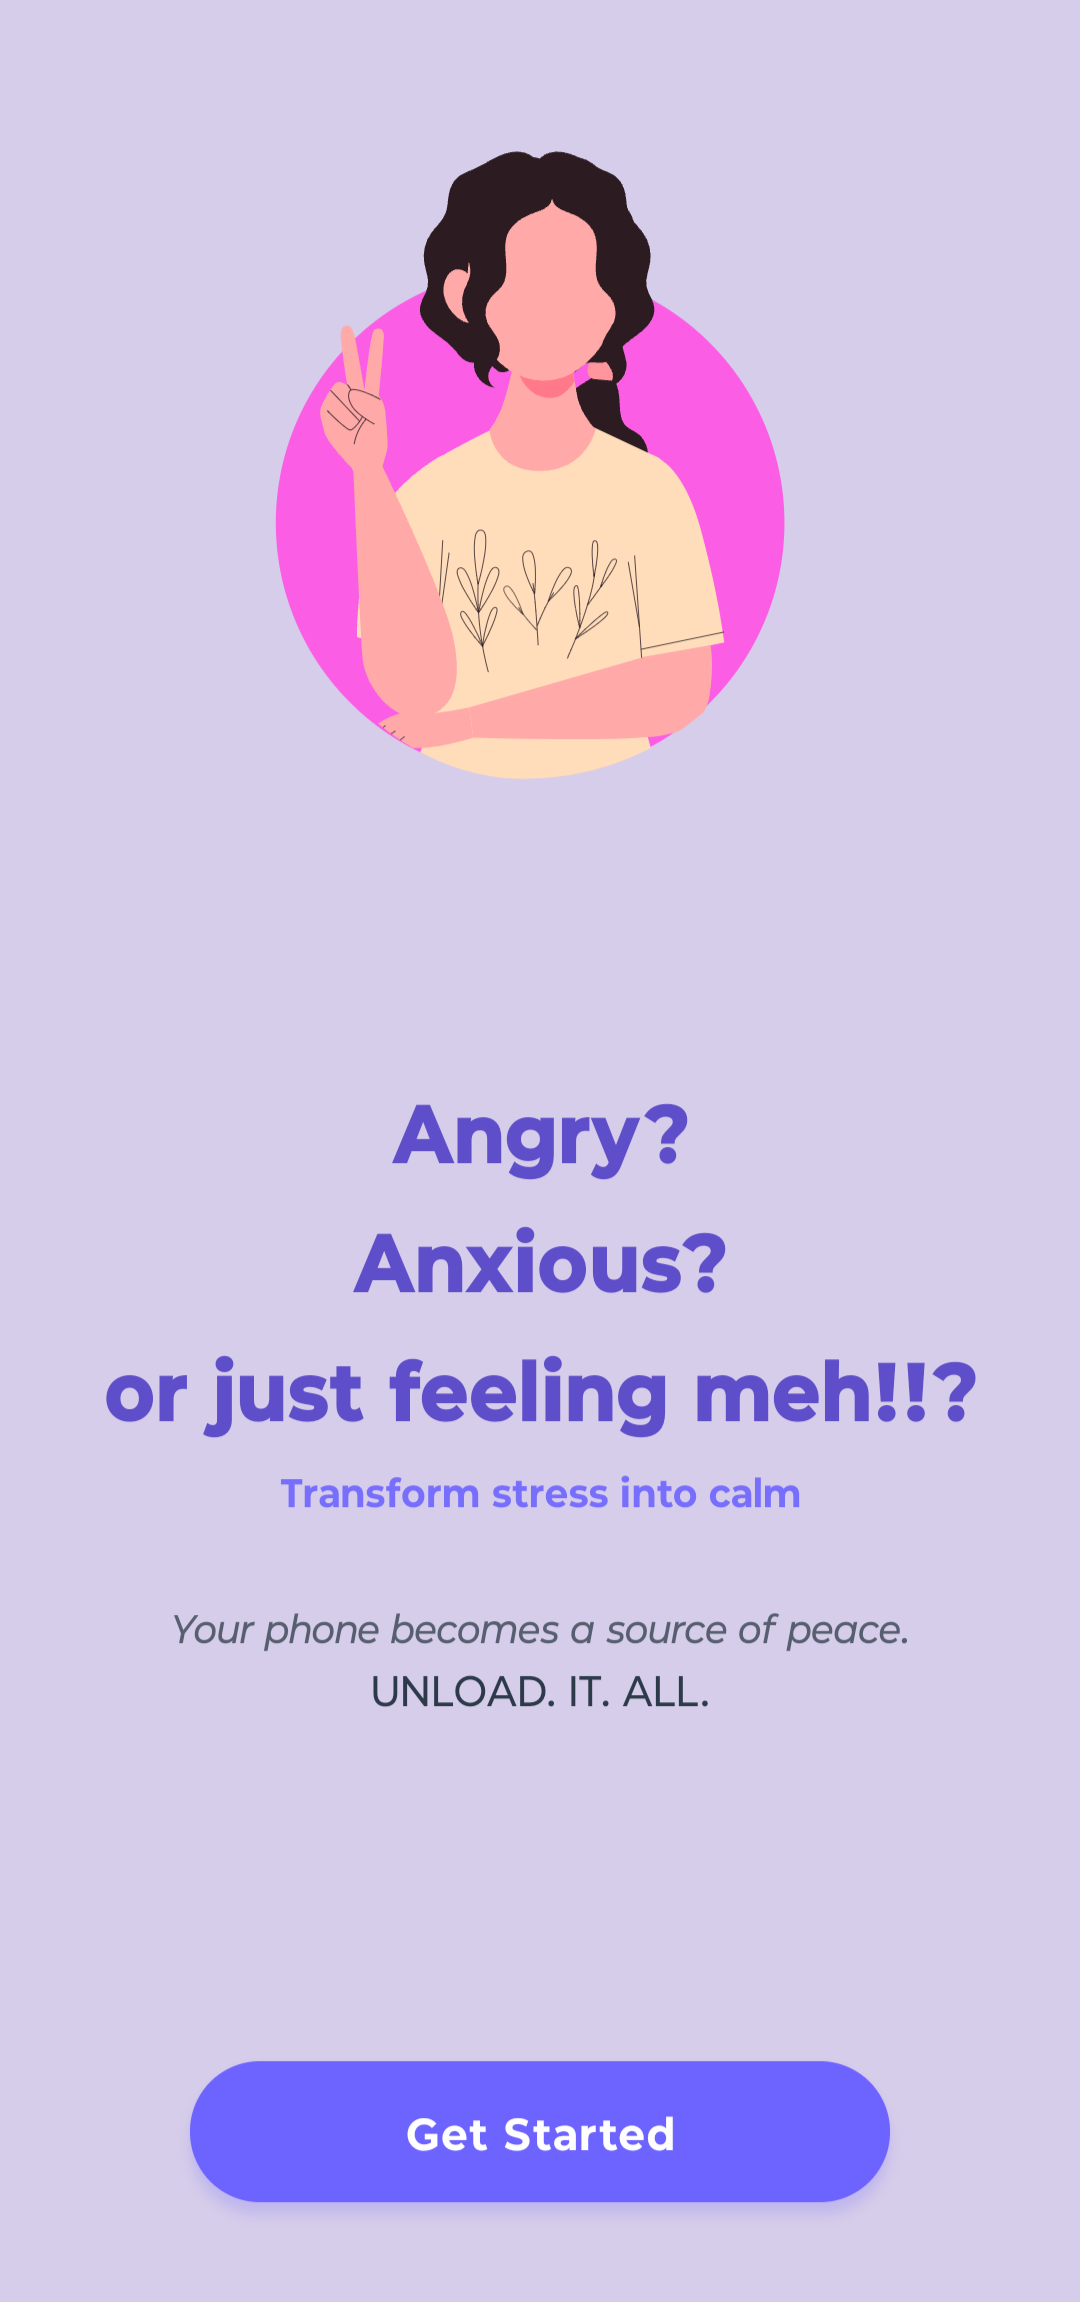 Angry?
Anxious?
or just feeling meh!!?
Transform stress into calm
Your phone becomes a source of peace.
UNLOAD. IT. ALL.
Get Started